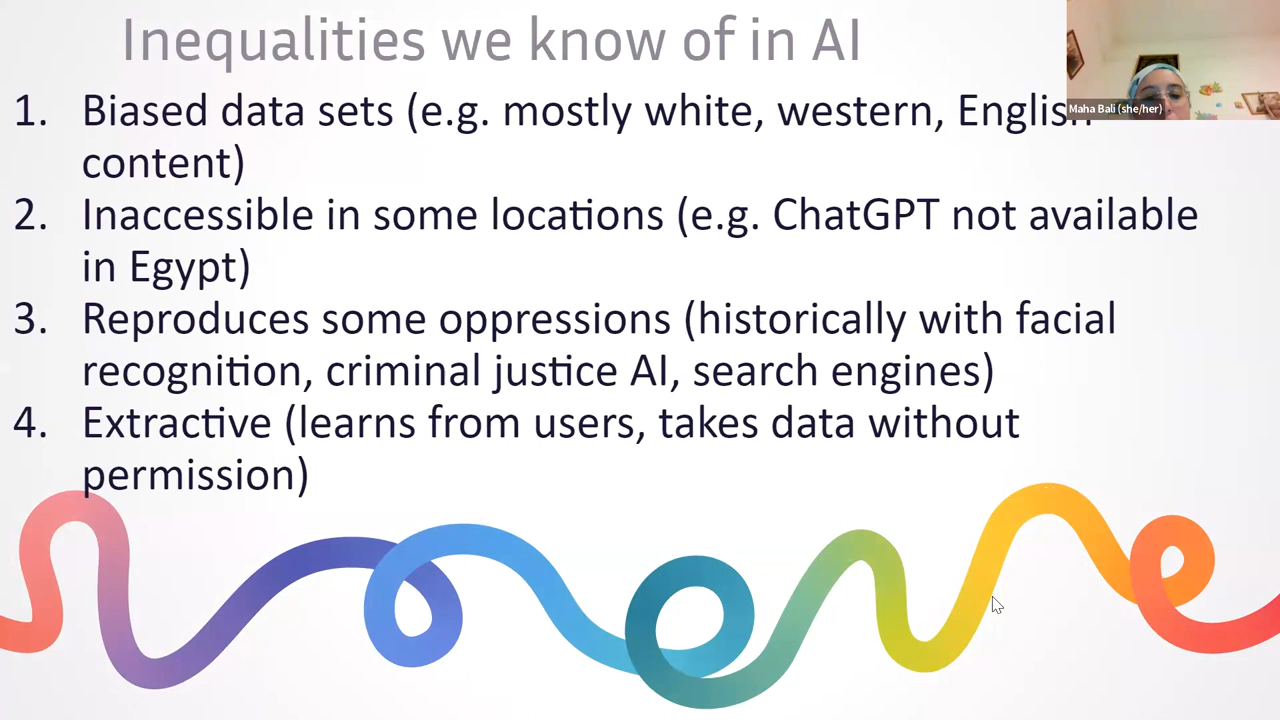 Inequalities we know of in AI
Maha Bali (she/her)
1. Biased data sets (e.g. mostly white, western, English
content)
2. Inaccessible in some locations (e.g. ChatGPT not available
in Egypt)
3. Reproduces some oppressions (historically with facial
recognition, criminal justice AI, search engines)
4. Extractive (learns from users, takes data without
permission)